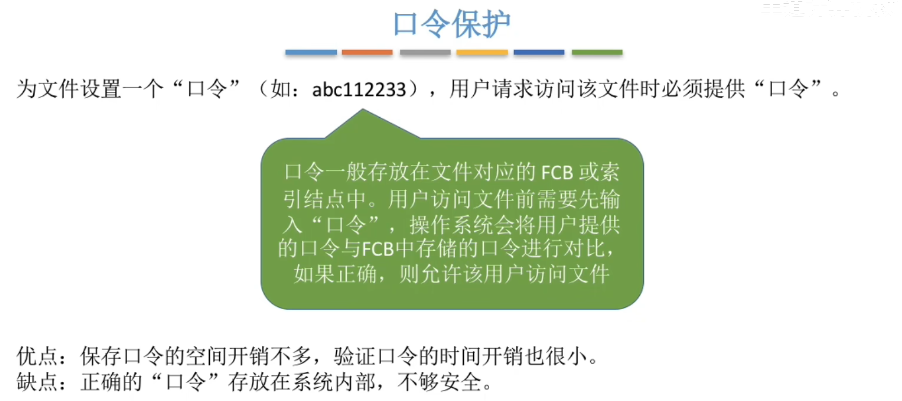 口令保护
为文件设置一个“口令”（如：abc112233），用户请求访问该文件时必须提供“口令”。
口令一般存放在文件对应的 FCB 或索
引结点中。用户访问文件前需要先输
入“口令”，操作系统会将用户提供
的口令与FCB中存储的口令进行对比，
如果正确，则允许该用户访问文件
优点：保存口令的空间开销不多，验证口令的时间开销也很小。
缺点：正确的“口令”存放在系统内部，不够安全。